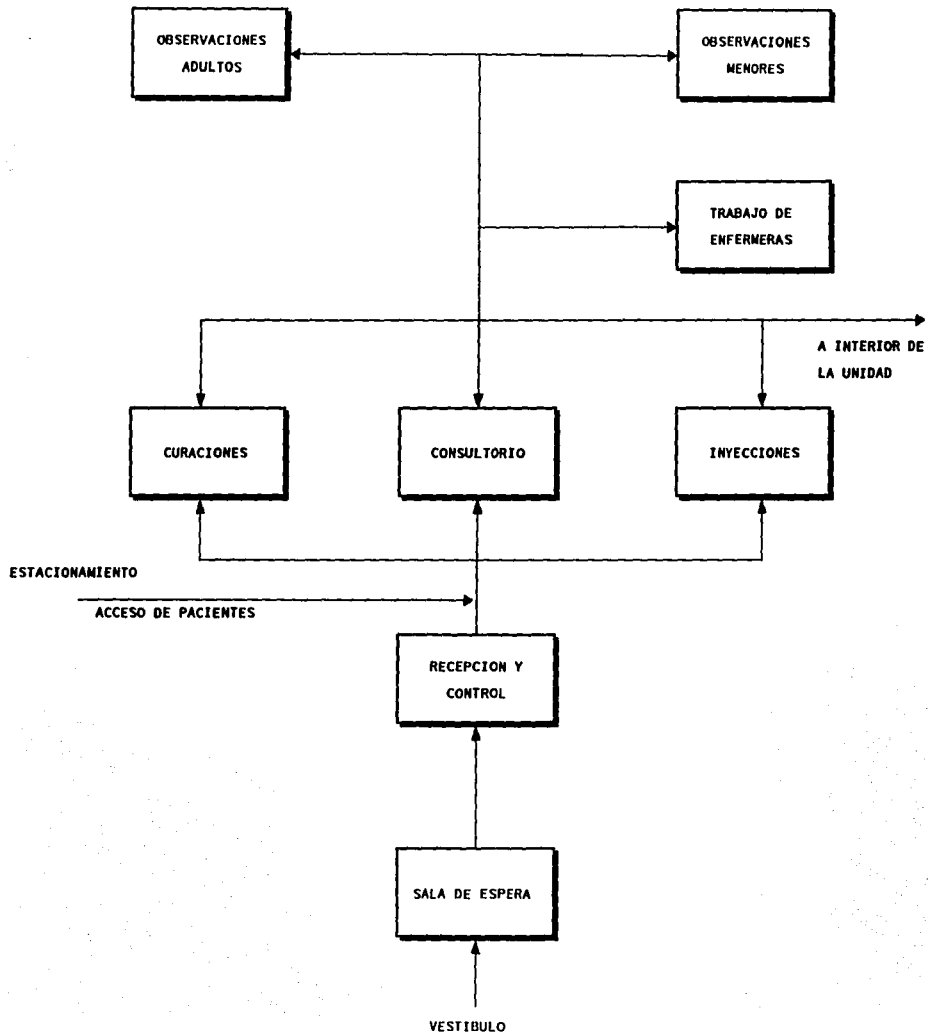 OBSERVACIONES
ADULTOS
OBSERVACIONES
MENORES
TRABAJO DE
ENFERMERAS
A INTERIOR DE
LA UNIDAD
CURACIONES
CONSULTORIO
INYECCIONES
ESTACIONAMIENTO
ACCESO DE PACIENTES
RECEPCION Y
CONTROL
SALA DE ESPERA
VESTIBULO